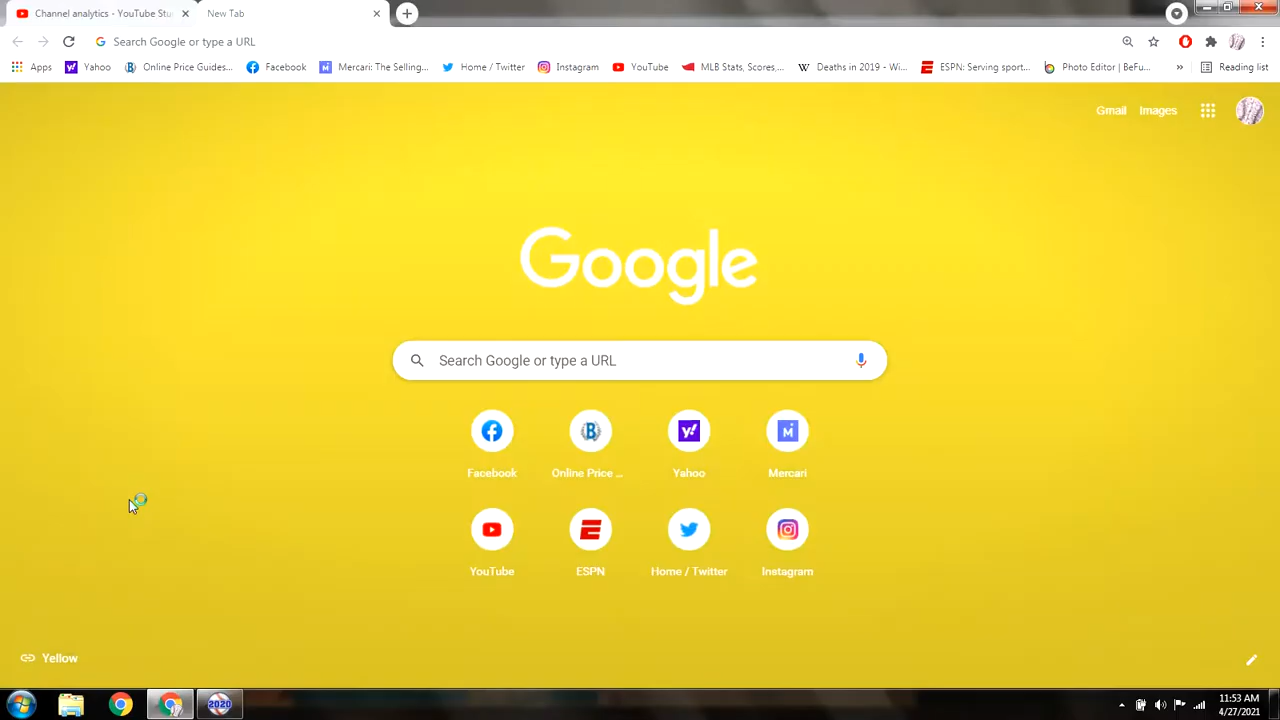 Channel analytics - YouTube Stu
New Tab
Search Google or type a URL
Apps
Yahoo
Online Price Guides...
Facebook
Mercari: The Selling...
Home / Twitter
Instagram
YouTube
MLB Stats, Scores,...
Deaths in 2019 - Wi...
ESPN: Serving sport...
Photo Editor | BeFu...
»
Reading list
Gmail
Images
Google
Search Google or type a URL
Facebook
Online Price ...
Yahoo
Mercari
YouTube
ESPN
Home / Twitter
Instagram
Yellow
2020
11:53 AM
4/27/2021